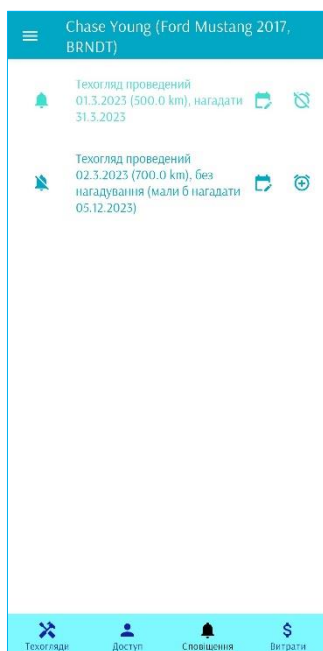 Chase Young (Ford Mustang 2017,
BRNDT)
Техогляд проведений
01.3.2023 (500.0 km), нагадати
31.3.2023
Техогляд проведений
02.3.2023 (700.0 km), без
нагадування (мали б нагадати
05.12.2023)
Техогляди Доступ Сповіщення Витрати